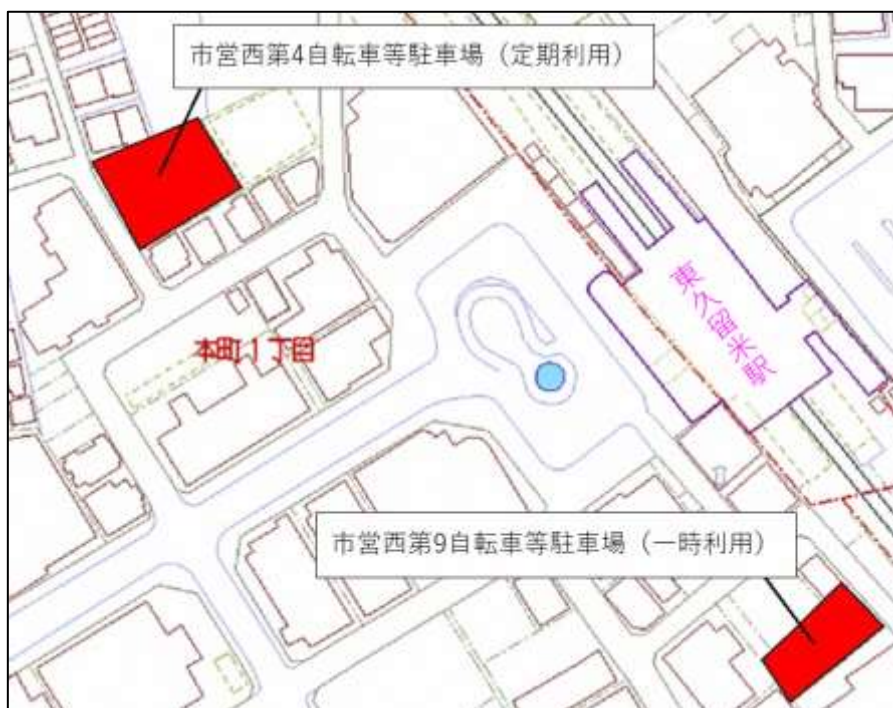 市営西第4自転車等駐車場（定期利用）
東久留米駅
本町1丁目
市営西第9自転車等駐車場（一時利用）